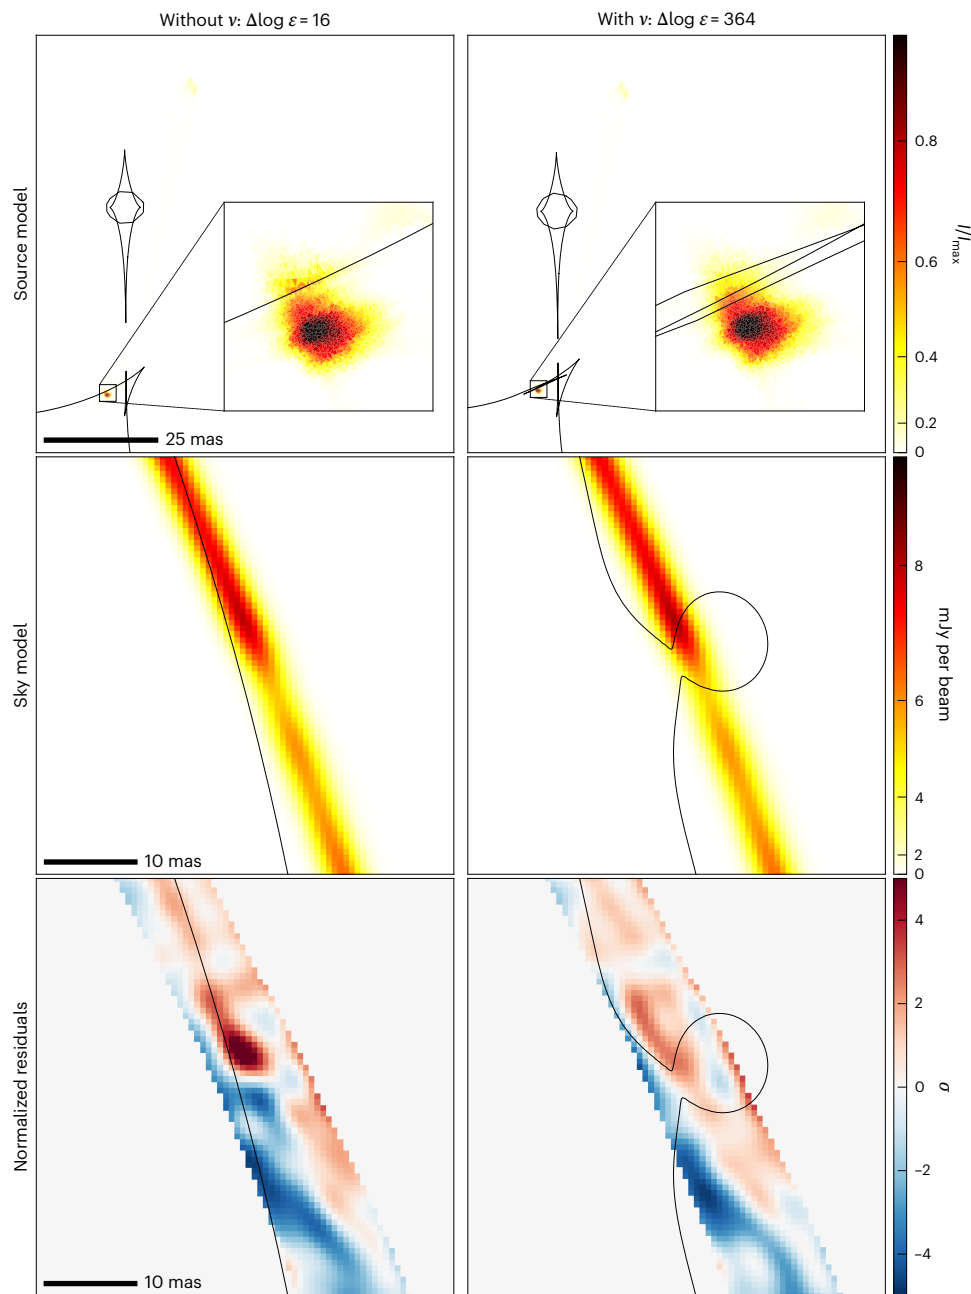 Without ν: Δlog ε = 16
With ν: Δlog ε = 364
Source model
25 mas
0.8
0.6
0.4
0.2
0
I/Imax
Sky model
10 mas
8
6
4
2
0
mJy per beam
Normalized residuals
10 mas
4
2
0
−2
−4
σ